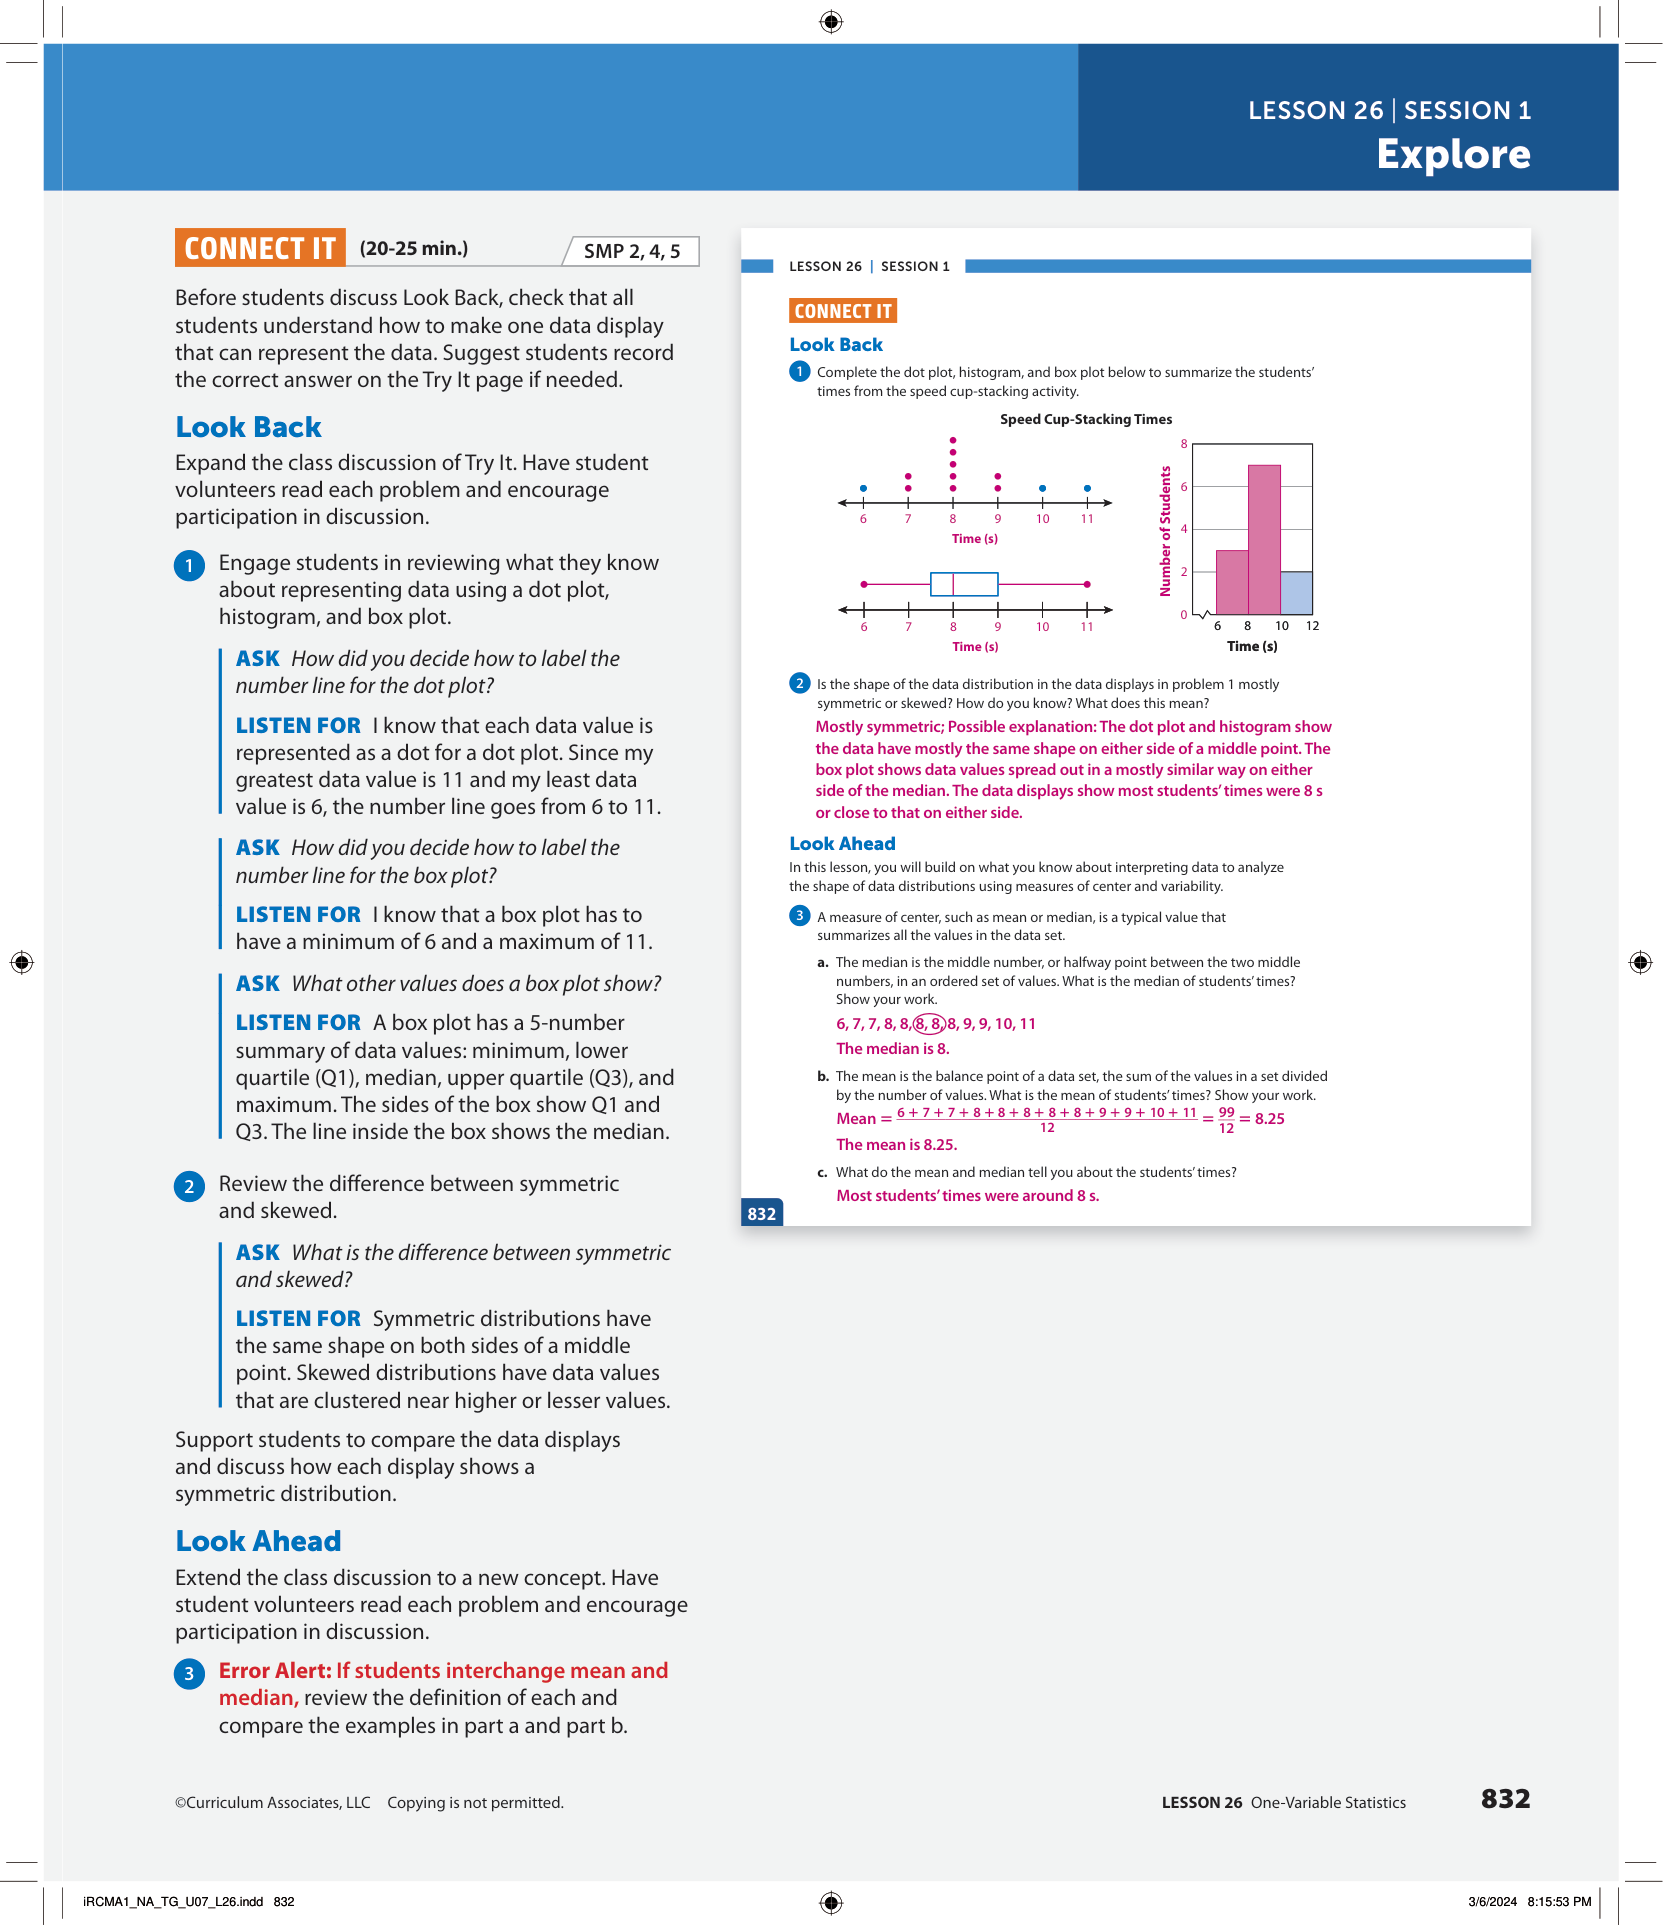 LESSON 26 | SESSION 1
Explore
CONNECT IT (20-25 min.) SMP 2, 4, 5
Before students discuss Look Back, check that all
students understand how to make one data display
that can represent the data. Suggest students record
the correct answer on the Try It page if needed.
Look Back
Expand the class discussion of Try It. Have student
volunteers read each problem and encourage
participation in discussion.
1 Engage students in reviewing what they know
about representing data using a dot plot,
histogram, and box plot.
ASK How did you decide how to label the
number line for the dot plot?
LISTEN FOR I know that each data value is
represented as a dot for a dot plot. Since my
greatest data value is 11 and my least data
value is 6, the number line goes from 6 to 11.
ASK How did you decide how to label the
number line for the box plot?
LISTEN FOR I know that a box plot has to
have a minimum of 6 and a maximum of 11.
ASK What other values does a box plot show?
LISTEN FOR A box plot has a 5-number
summary of data values: minimum, lower
quartile (Q1), median, upper quartile (Q3), and
maximum. The sides of the box show Q1 and
Q3. The line inside the box shows the median.
2 Review the difference between symmetric
and skewed.
ASK What is the difference between symmetric
and skewed?
LISTEN FOR Symmetric distributions have
the same shape on both sides of a middle
point. Skewed distributions have data values
that are clustered near higher or lesser values.
Support students to compare the data displays
and discuss how each display shows a
symmetric distribution.
Look Ahead
Extend the class discussion to a new concept. Have
student volunteers read each problem and encourage
participation in discussion.
3 Error Alert: If students interchange mean and
median, review the definition of each and
compare the examples in part a and part b.
LESSON 26 | SESSION 1
CONNECT IT
Look Back
1 Complete the dot plot, histogram, and box plot below to summarize the students'
times from the speed cup-stacking activity.
Speed Cup-Stacking Times
6 7 8 9 10 11
Time (s)
6 7 8 9 10 11
Time (s)
Number of Students
8
6
4
2
0
6 8 10 12
Time (s)
2 Is the shape of the data distribution in the data displays in problem 1 mostly
symmetric or skewed? How do you know? What does this mean?
Mostly symmetric; Possible explanation: The dot plot and histogram show
the data have mostly the same shape on either side of a middle point. The
box plot shows data values spread out in a mostly similar way on either
side of the median. The data displays show most students' times were 8 s
or close to that on either side.
Look Ahead
In this lesson, you will build on what you know about interpreting data to analyze
the shape of data distributions using measures of center and variability.
3 A measure of center, such as mean or median, is a typical value that
summarizes all the values in the data set.
a. The median is the middle number, or halfway point between the two middle
numbers, in an ordered set of values. What is the median of students' times?
Show your work.
6, 7, 7, 8, 8, 8, 8, 8, 9, 9, 10, 11
The median is 8.
b. The mean is the balance point of a data set, the sum of the values in a set divided
by the number of values. What is the mean of students' times? Show your work.
Mean = 6 + 7 + 7 + 8 + 8 + 8 + 8 + 8 + 9 + 9 + 10 + 11 / 12 = 99 / 12 = 8.25
The mean is 8.25.
c. What do the mean and median tell you about the students' times?
Most students' times were around 8 s.
832
©Curriculum Associates, LLC Copying is not permitted.
LESSON 26 One-Variable Statistics 832
iRCMA1_NA_TG_U07_L26.indd 832
3/6/2024 8:15:53 PM